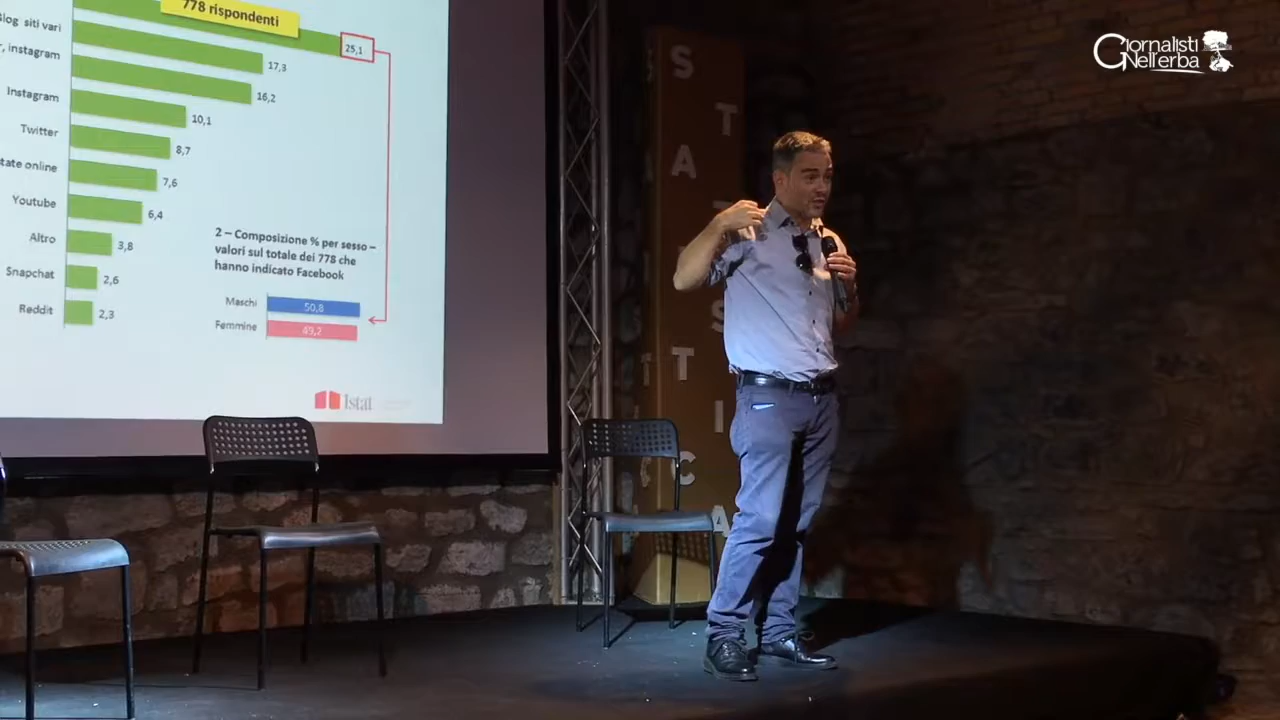 778 rispondenti
25,1
Blog siti vari
17,3
, instagram
16,2
Instagram
10,1
Twitter
8,7
tate online
7,6
Youtube
6,4
Altro
3,8
Snapchat
2,6
Reddit
2,3
2 – Composizione % per sesso –
valori sul totale dei 778 che
hanno indicato Facebook
Maschi
50,8
Femmine
49,2
Istat
STATISTICA
Giornalisti
Nell'erba